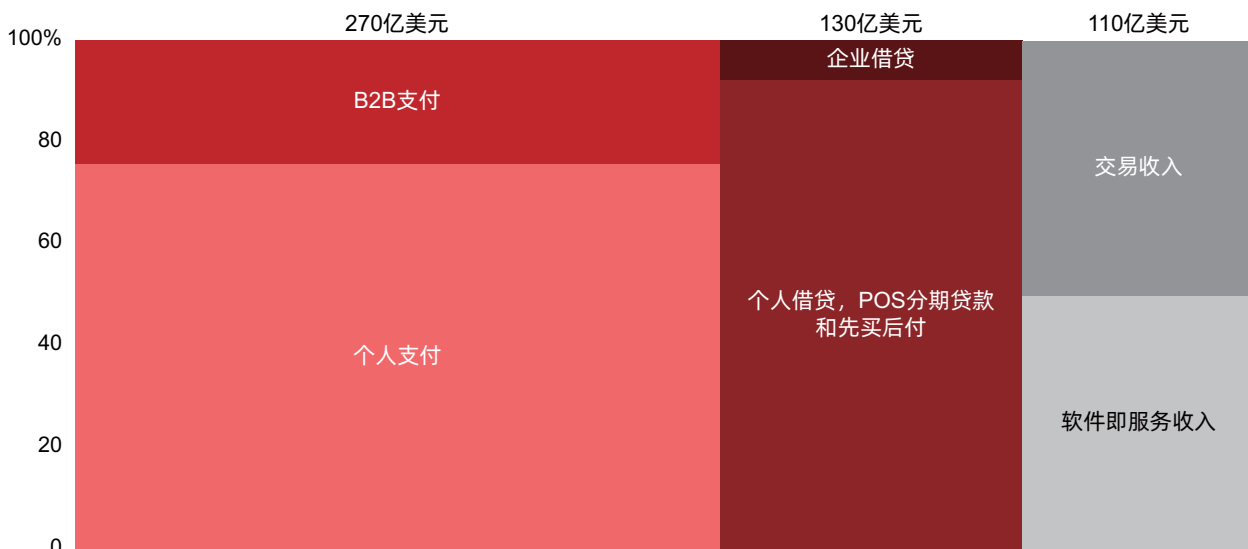 270亿美元
130亿美元
110亿美元
100%
80
60
40
20
0
B2B支付
个人支付
企业借贷
个人借贷，POS分期贷款
和先买后付
交易收入
软件即服务收入